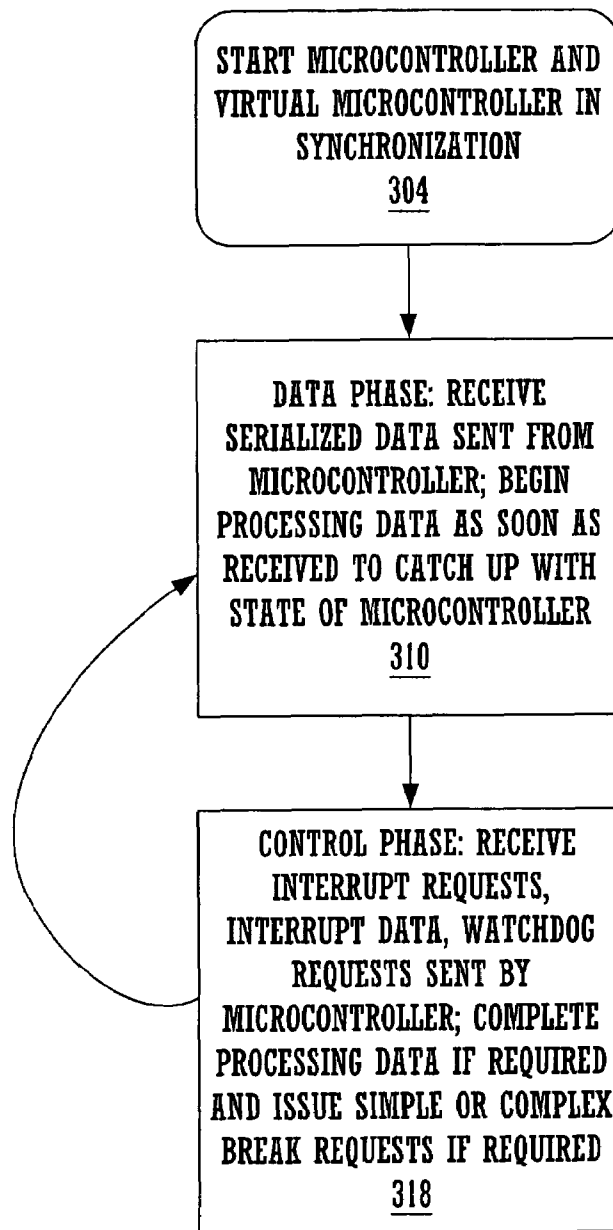 START MICROCONTROLLER AND
VIRTUAL MICROCONTROLLER IN
SYNCHRONIZATION
304
DATA PHASE: RECEIVE
SERIALIZED DATA SENT FROM
MICROCONTROLLER; BEGIN
PROCESSING DATA AS SOON AS
RECEIVED TO CATCH UP WITH
STATE OF MICROCONTROLLER
310
CONTROL PHASE: RECEIVE
INTERRUPT REQUESTS,
INTERRUPT DATA, WATCHDOG
REQUESTS SENT BY
MICROCONTROLLER; COMPLETE
PROCESSING DATA IF REQUIRED
AND ISSUE SIMPLE OR COMPLEX
BREAK REQUESTS IF REQUIRED
318